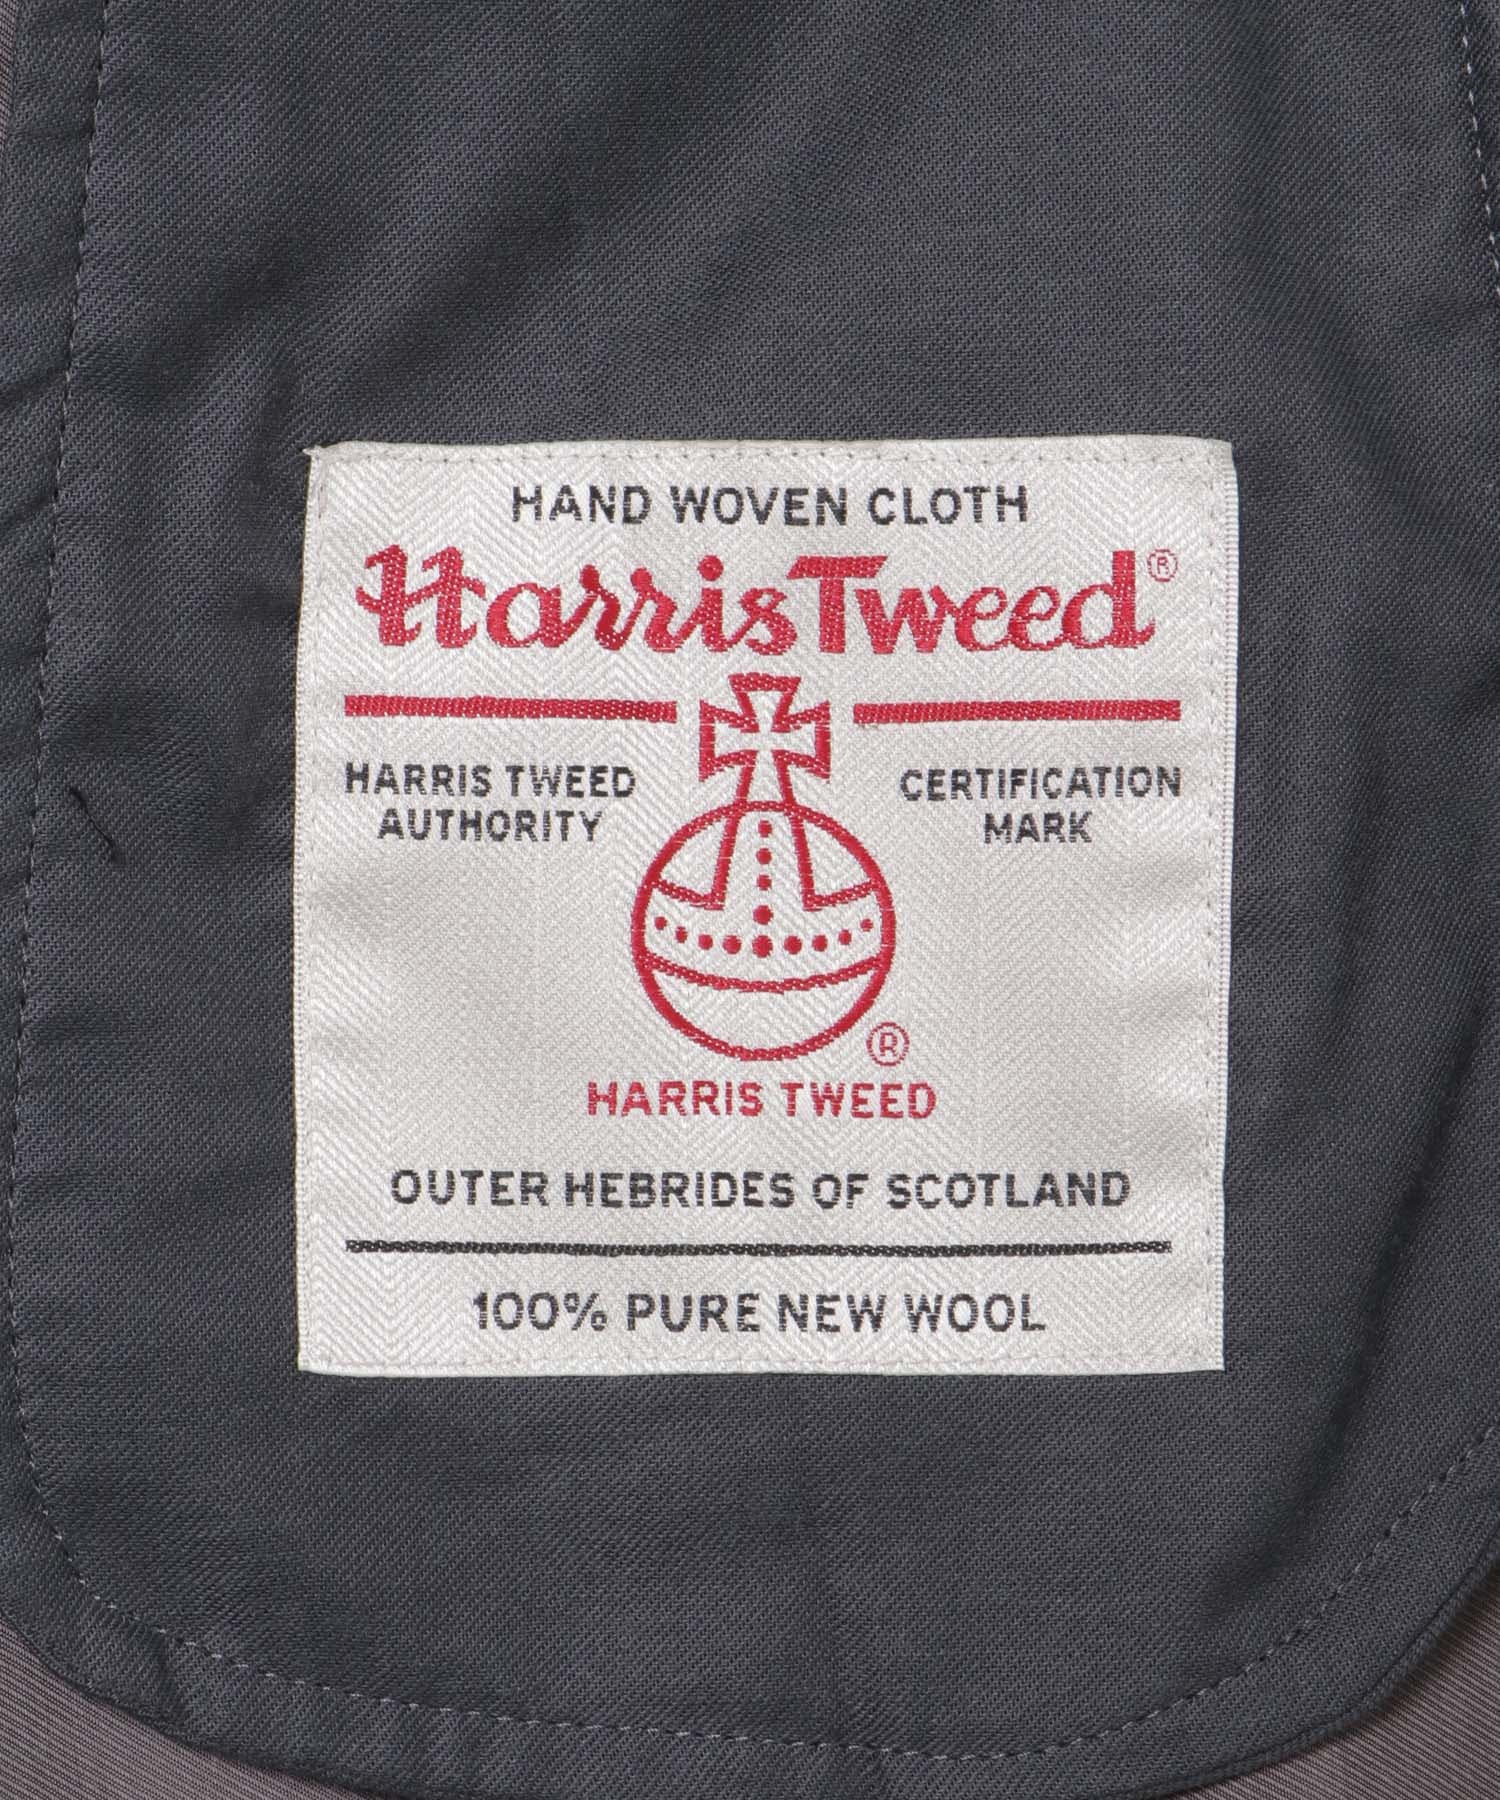 HAND WOVEN CLOTH
Harris Tweed ®
HARRIS TWEED
AUTHORITY
CERTIFICATION
MARK
®
HARRIS TWEED
OUTER HEBRIDES OF SCOTLAND
100% PURE NEW WOOL